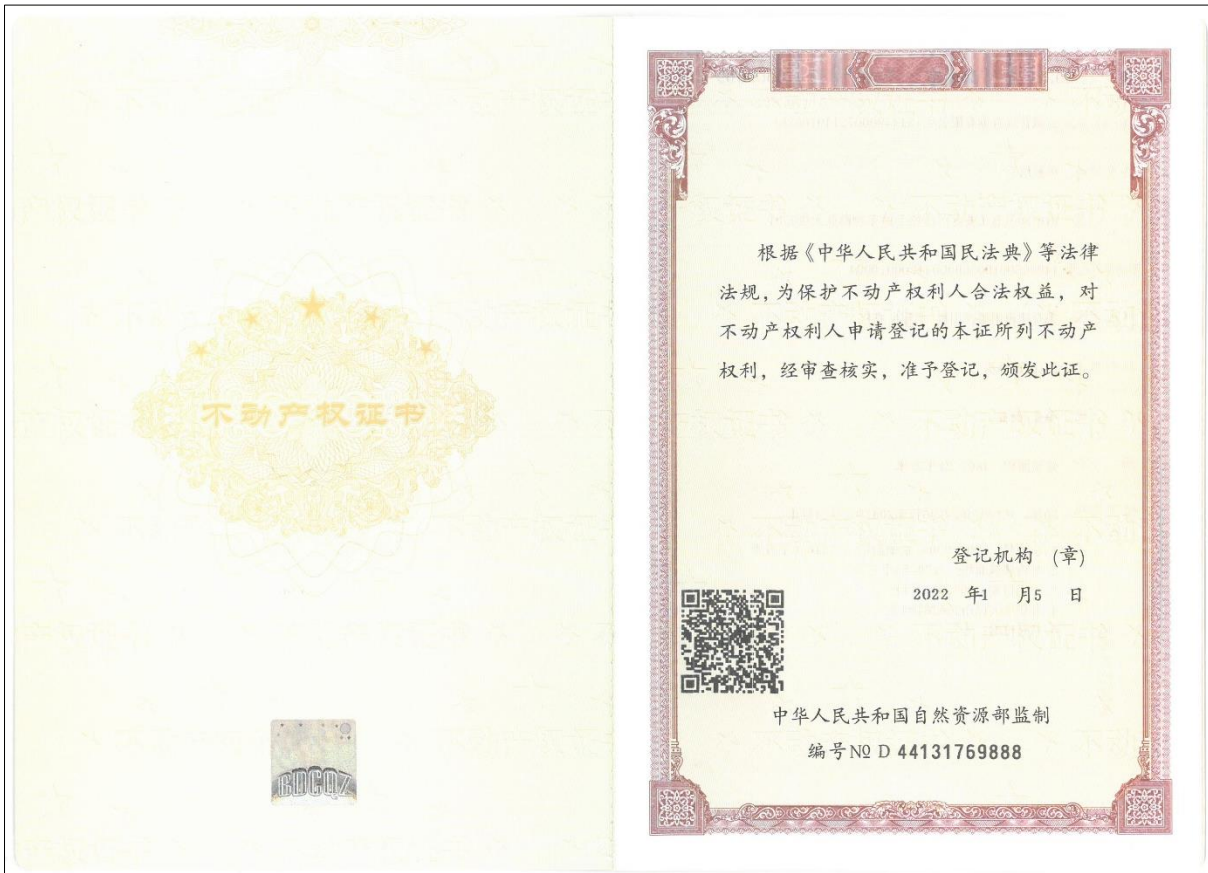 不动产权证书
BDCQZ
根据《中华人民共和国民法典》等法律
法规，为保护不动产权利人合法权益，对
不动产权利人申请登记的本证所列不动产
权利，经审查核实，准予登记，颁发此证。
登记机构 （章）
2022 年1 月5 日
中华人民共和国自然资源部监制
编号№ D 44131769888